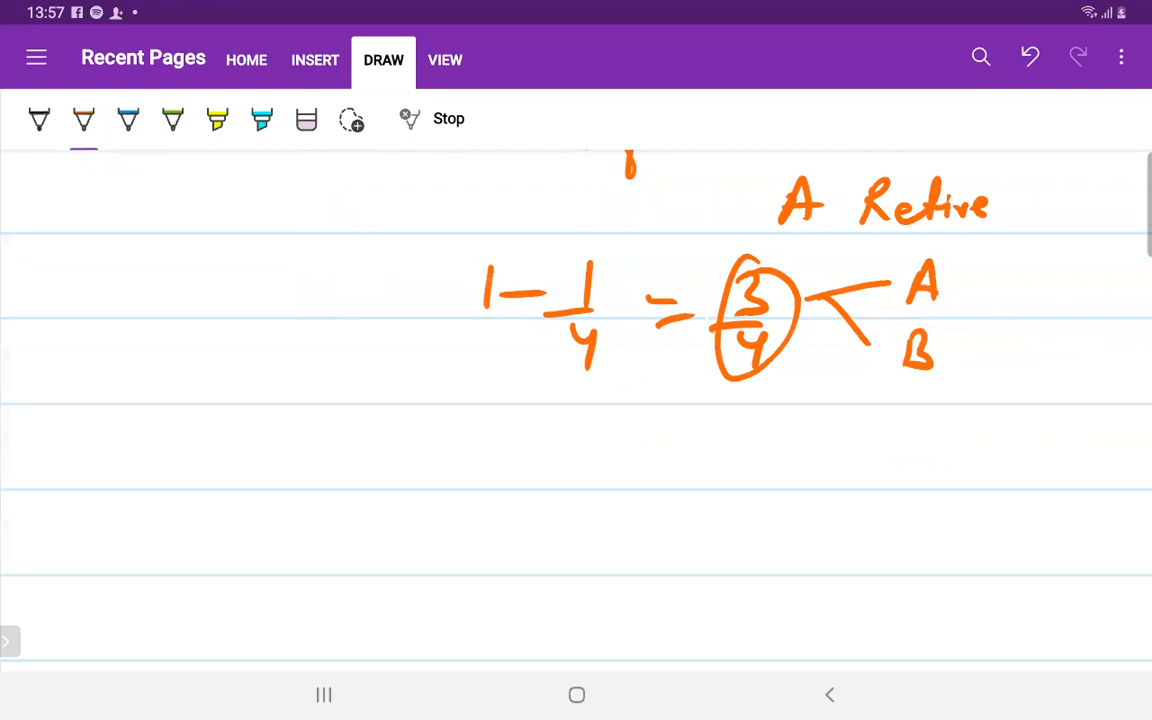 13:57
Recent Pages HOME INSERT DRAW VIEW
Stop
A Retire
1 - 1/4 = 3/4 A
B